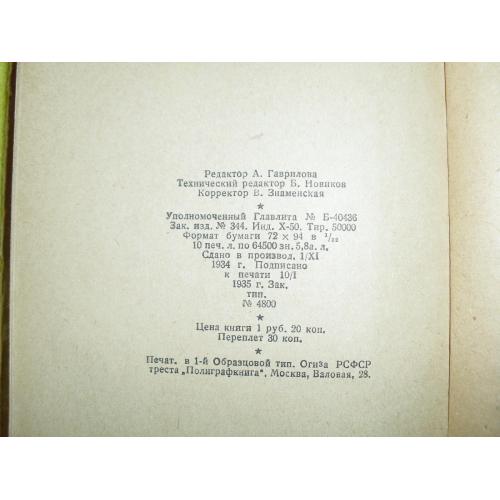 Редактор А. Гаврилова
Технический редактор Б. Новиков
Корректор В. Знаменская
★
Уполномоченный Главлита № Б-40436
Зак. изд. № 344. Инд. Х-50. Тир. 50000
Формат бумаги 72 × 94 в 1/32
10 печ. л. по 64500 зн. 5,8а. л.
Сдано в производ. 1/XI
1934 г. Подписано
к печати 10/I
1935 г. Зак.
тип.
№ 4800
★
Цена книги 1 руб. 20 коп.
Переплет 30 коп.
★
Печат. в 1-й Образцовой тип. Огиза РСФСР
треста „Полиграфкнига", Москва, Валовая, 28.